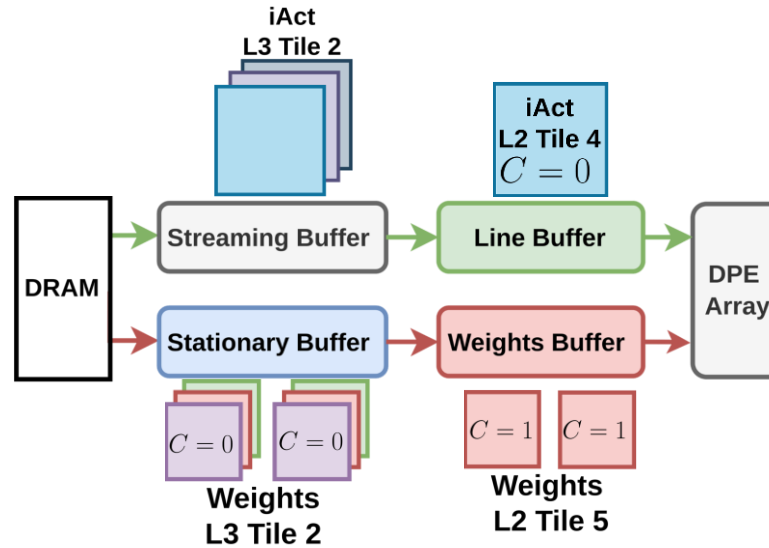 iAct
L3 Tile 2
iAct
L2 Tile 4
C = 0
DRAM
Streaming Buffer
Line Buffer
DPE
Array
Stationary Buffer
Weights Buffer
C = 0
C = 0
C = 1
C = 1
Weights
L3 Tile 2
Weights
L2 Tile 5